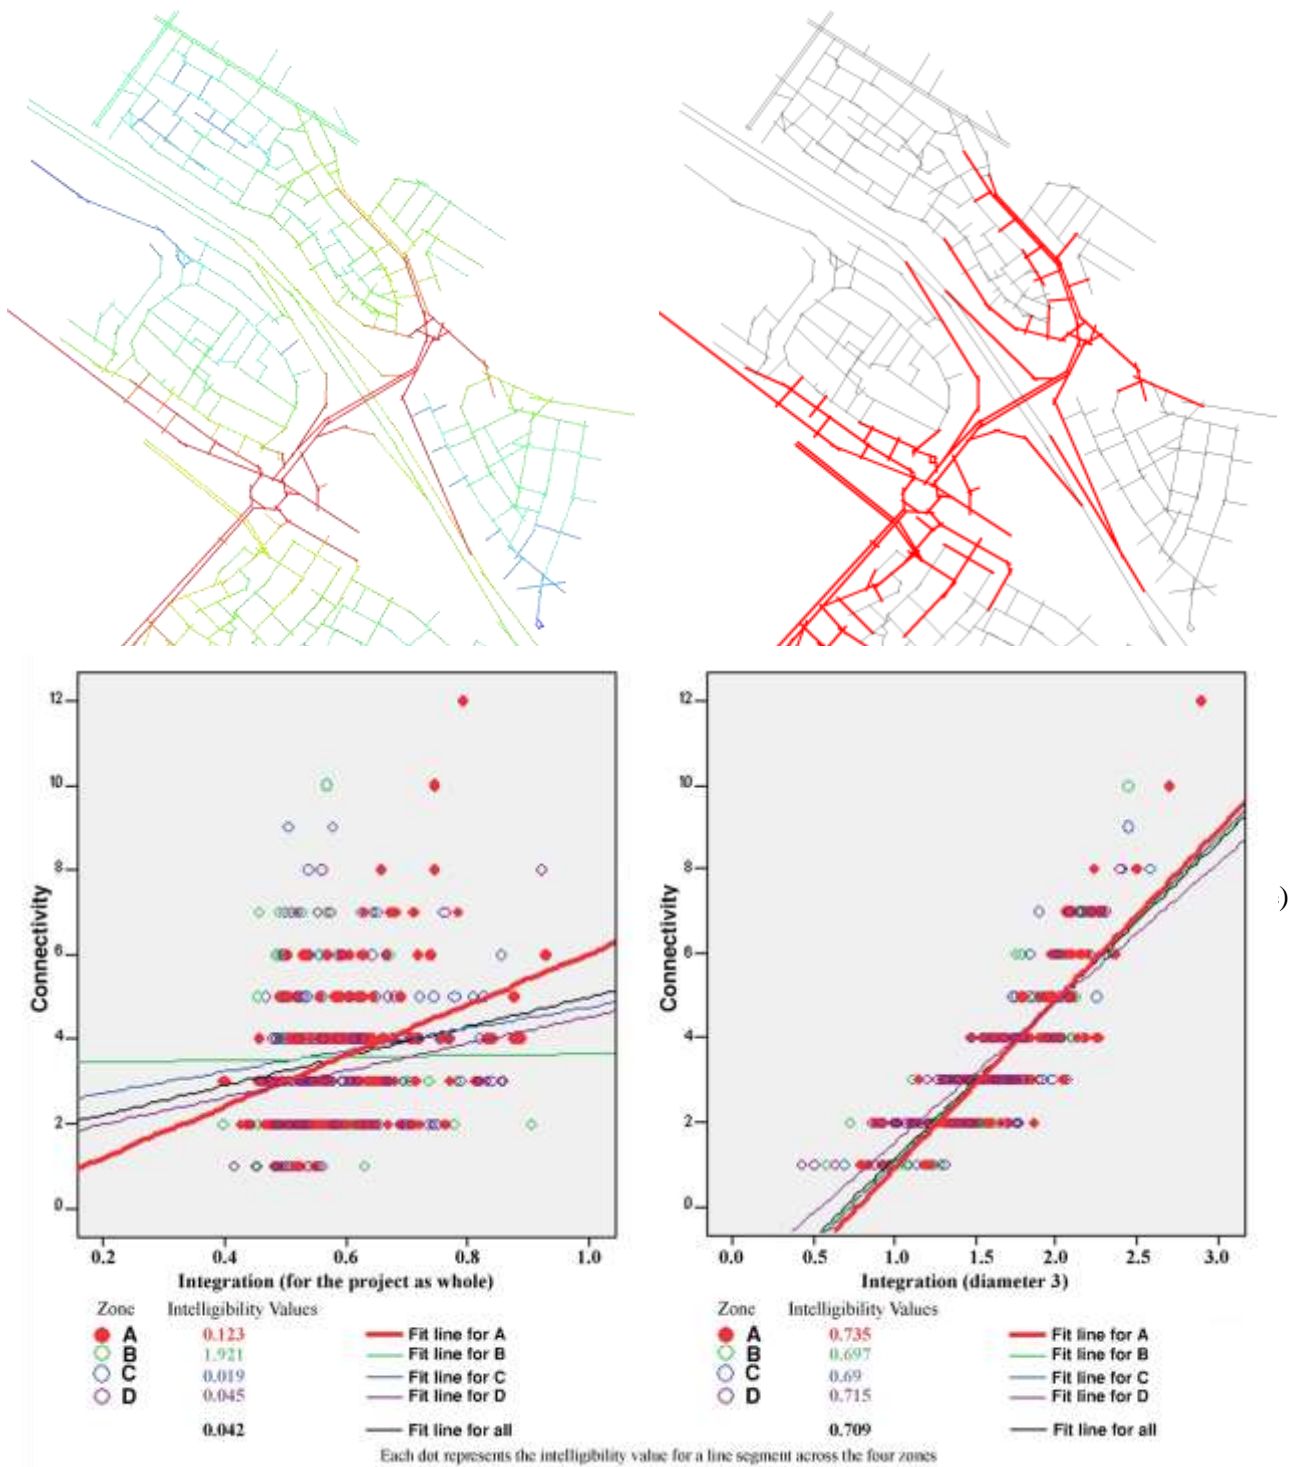 :)
12
10
8
6
4
2
0
Connectivity
0.2 0.4 0.6 0.8 1.0
Integration (for the project as whole)
Zone Intelligibility Values
A 0.123 Fit line for A
B 1.921 Fit line for B
C 0.019 Fit line for C
D 0.045 Fit line for D
0.042 Fit line for all
12
10
8
6
4
2
0
Connectivity
0.0 0.5 1.0 1.5 2.0 2.5 3.0
Integration (diameter 3)
Zone Intelligibility Values
A 0.735 Fit line for A
B 0.697 Fit line for B
C 0.69 Fit line for C
D 0.715 Fit line for D
0.709 Fit line for all
Each dot represents the intelligibility value for a line segment across the four zones